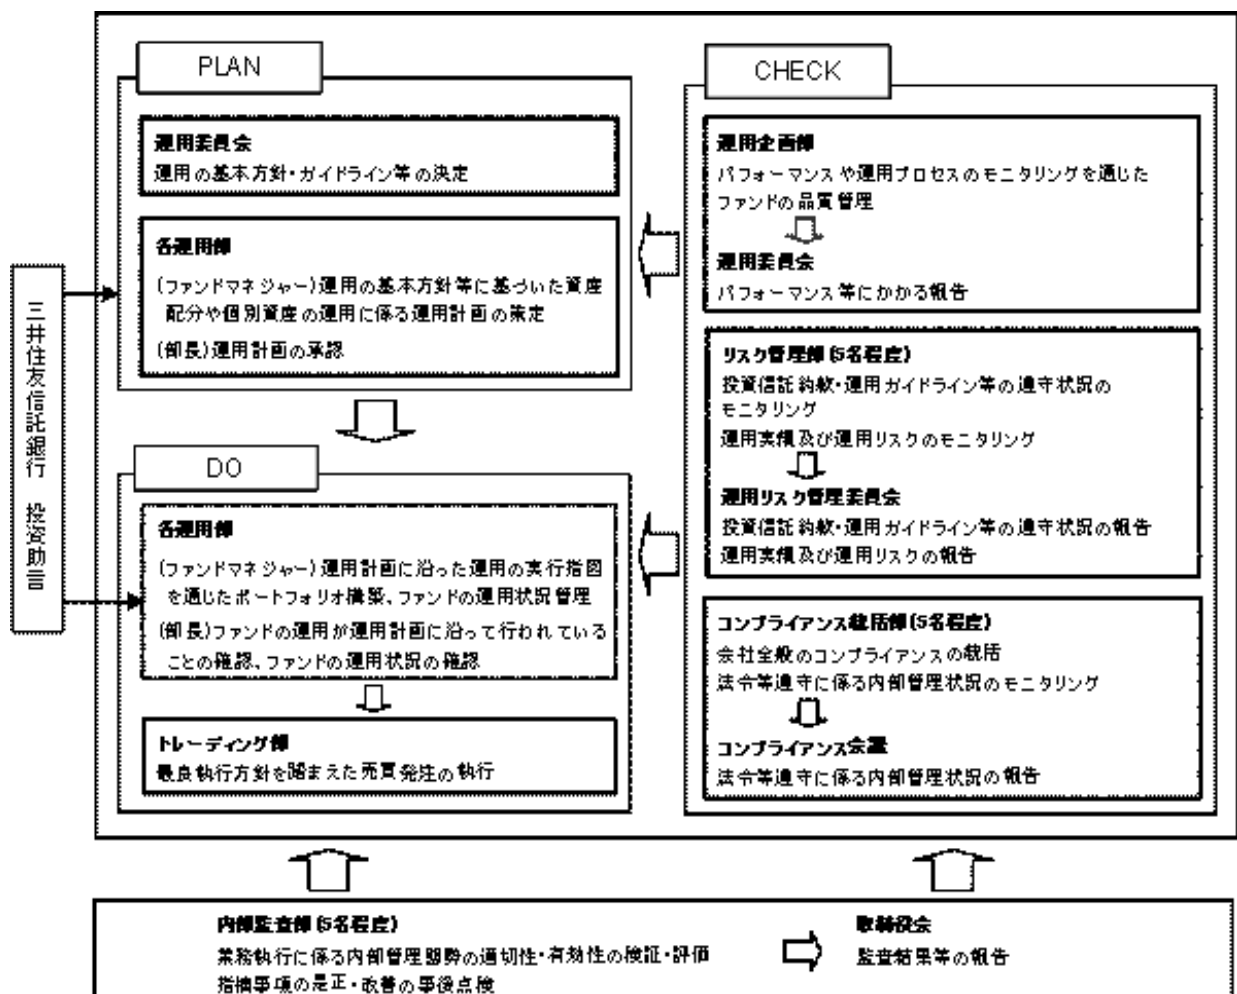 PLAN
運用委員会
運用の基本方針・ガイドライン等の決定
各運用部
(ファンドマネジャー)運用の基本方針等に基づいた資産
配分や個別資産の運用に係る運用計画の策定
(部長)運用計画の承認
三井住友信託銀行 投資助言
DO
各運用部
(ファンドマネジャー)運用計画に沿った運用の実行指図
を通じたポートフォリオ構築、ファンドの運用状況管理
(部長)ファンドの運用が運用計画に沿って行われている
ことの確認、ファンドの運用状況の確認
トレーディング部
最良執行方針を踏まえた売買発注の執行
CHECK
運用企画部
パフォーマンスや運用プロセスのモニタリングを通じた
ファンドの品質管理
運用委員会
パフォーマンス等にかかる報告
リスク管理部(5名程度)
投資信託約款・運用ガイドライン等の遵守状況の
モニタリング
運用実績及び運用リスクのモニタリング
運用リスク管理委員会
投資信託約款・運用ガイドライン等の遵守状況の報告
運用実績及び運用リスクの報告
コンプライアンス統括部(5名程度)
会社全般のコンプライアンスの統括
法令等遵守に係る内部管理状況のモニタリング
コンプライアンス会議
法令等遵守に係る内部管理状況の報告
内部監査部(5名程度)
業務執行に係る内部管理態勢の適切性・有効性の検証・評価
指摘事項の是正・改善の事後点検
取締役会
監査結果等の報告